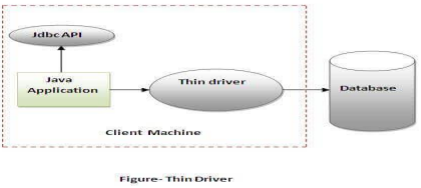 Jdbc API
Java
Application
Thin driver
Database
Client Machine
Figure- Thin Driver